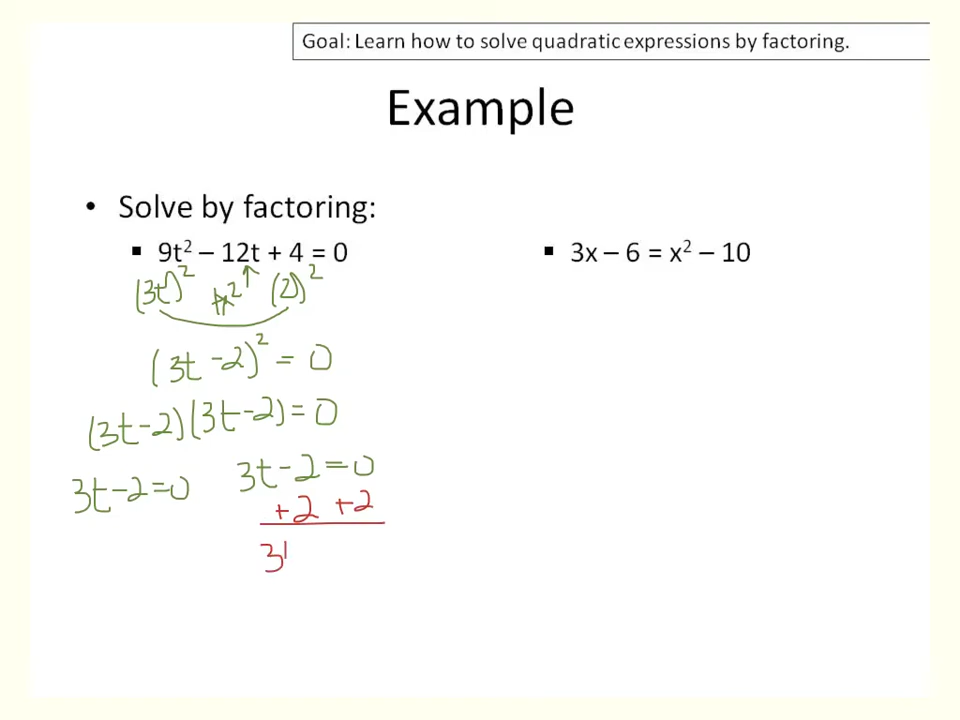 Goal: Learn how to solve quadratic expressions by factoring.
Example
• Solve by factoring:
▪ 9t² – 12t + 4 = 0
▪ 3x – 6 = x² – 10
(3t)² 2 ↑ (2)²
(3t -2)² = 0
(3t-2)(3t-2)= 0
3t-2=0
3t-2=0
+2 +2
3